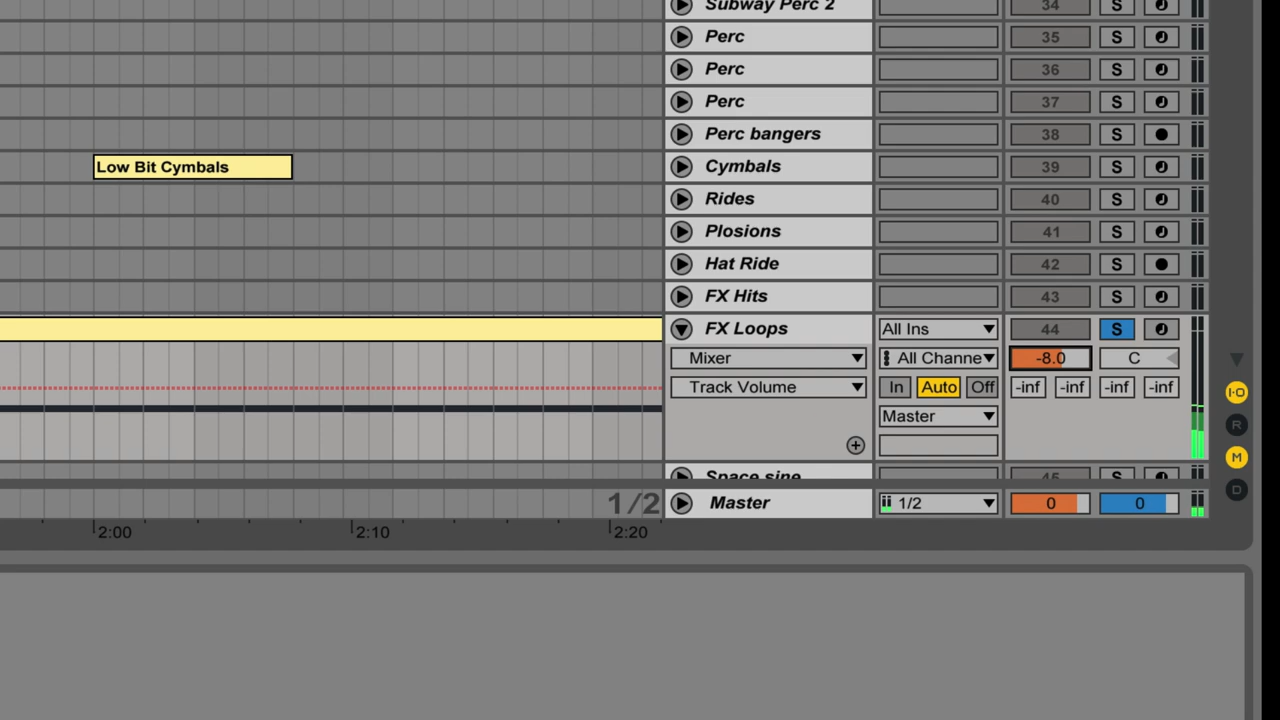 Subway Perc 2 34 S
Perc 35 S
Perc 36 S
Perc 37 S
Perc bangers 38 S
Low Bit Cymbals Cymbals 39 S
Rides 40 S
Plosions 41 S
Hat Ride 42 S
FX Hits 43 S
FX Loops All Ins 44 S
Mixer All Channe -8.0 C
Track Volume In Auto Off -inf -inf -inf -inf I·O
Master R
M
Space sine 45 S
D
1/2 Master 1/2 0 0
2:00 2:10 2:20